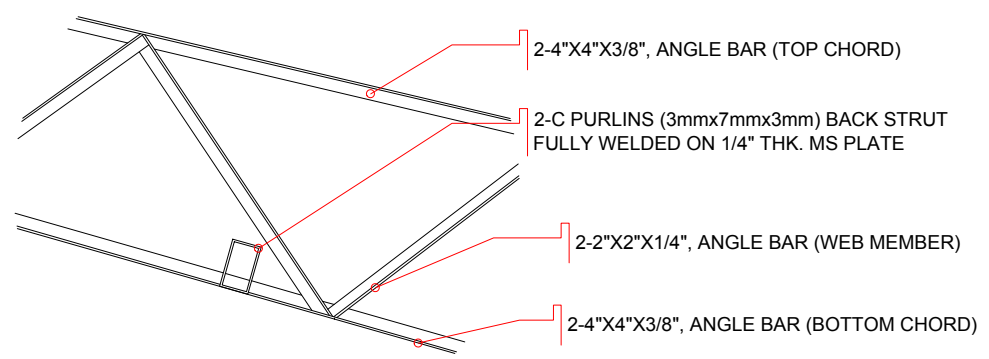 2-4"X4"X3/8", ANGLE BAR (TOP CHORD)
2-C PURLINS (3mmx7mmx3mm) BACK STRUT
FULLY WELDED ON 1/4" THK. MS PLATE
2-2"X2"X1/4", ANGLE BAR (WEB MEMBER)
2-4"X4"X3/8", ANGLE BAR (BOTTOM CHORD)